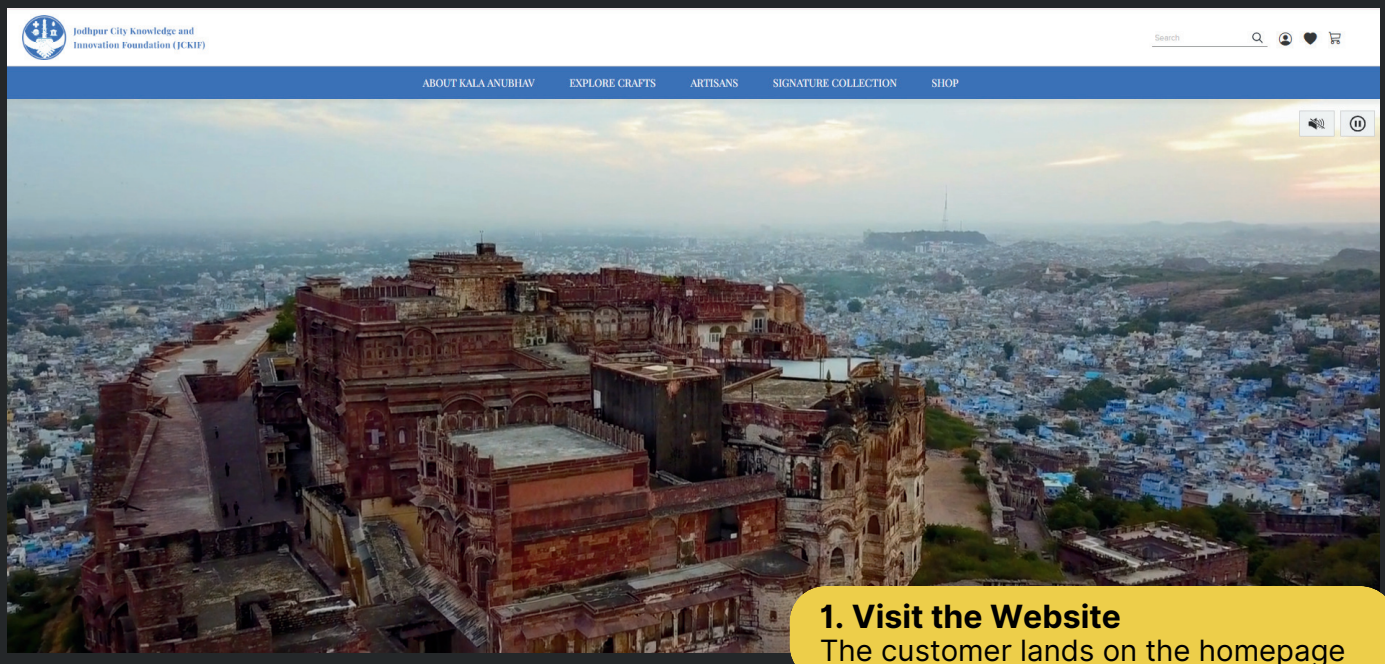 Jodhpur City Knowledge and
Innovation Foundation (JCKIF)
Search
ABOUT KALA ANUBHAV EXPLORE CRAFTS ARTISANS SIGNATURE COLLECTION SHOP
1. Visit the Website
The customer lands on the homepage